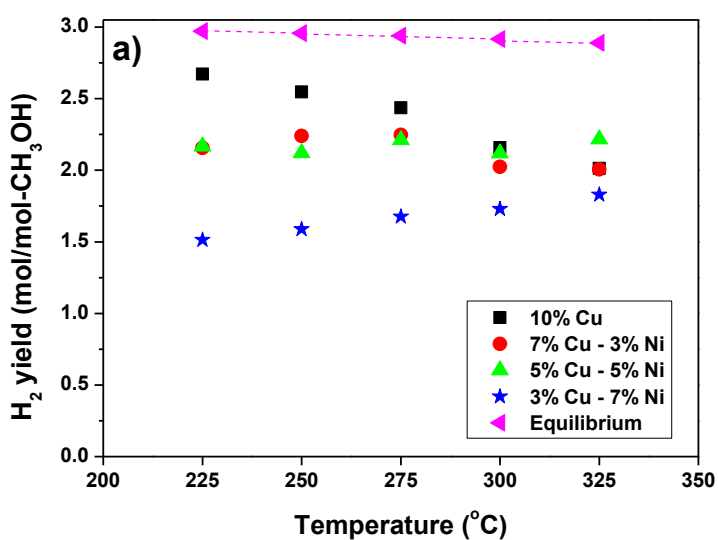 a)
3.0
2.5
2.0
1.5
1.0
0.5
0.0
H₂ yield (mol/mol-CH₃OH)
10% Cu
7% Cu - 3% Ni
5% Cu - 5% Ni
3% Cu - 7% Ni
Equilibrium
200 225 250 275 300 325 350
Temperature (°C)